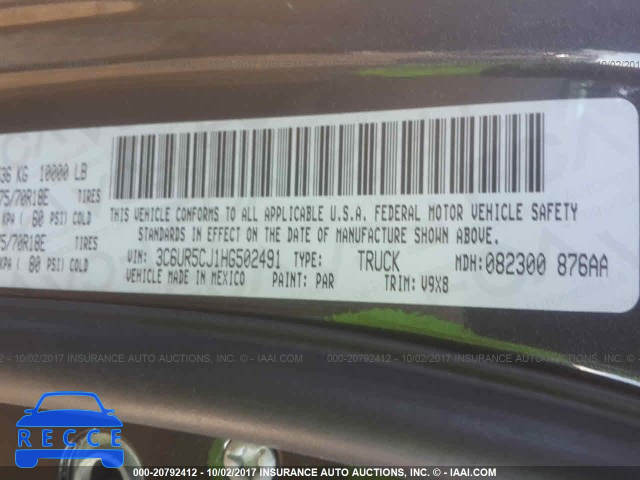 10/02/2017
36 KG 10000 LB
75/70R18E TIRES
KPA ( 60 PSI) COLD
75/70R18E TIRES
KPA ( 80 PSI) COLD
THIS VEHICLE CONFORMS TO ALL APPLICABLE U.S.A. FEDERAL MOTOR VEHICLE SAFETY
STANDARDS IN EFFECT ON THE DATE OF MANUFACTURE SHOWN ABOVE.
VIN: 3C6UR5CJ1HG502491 TYPE: TRUCK MDH:082300 876AA
VEHICLE MADE IN MEXICO PAINT: PAR TRIM: V9X8
10/02/2017 INSURANCE AUTO AUCTIONS, INC. © - IAAI.COM
000-20792412 - 10/02/2017 INSURANCE AUTO AUCTIONS, INC. © - IAAI.COM
000-20792412 - 10/02/2017 INSURANCE AUTO AUCTIONS, INC. © - IAAI.COM